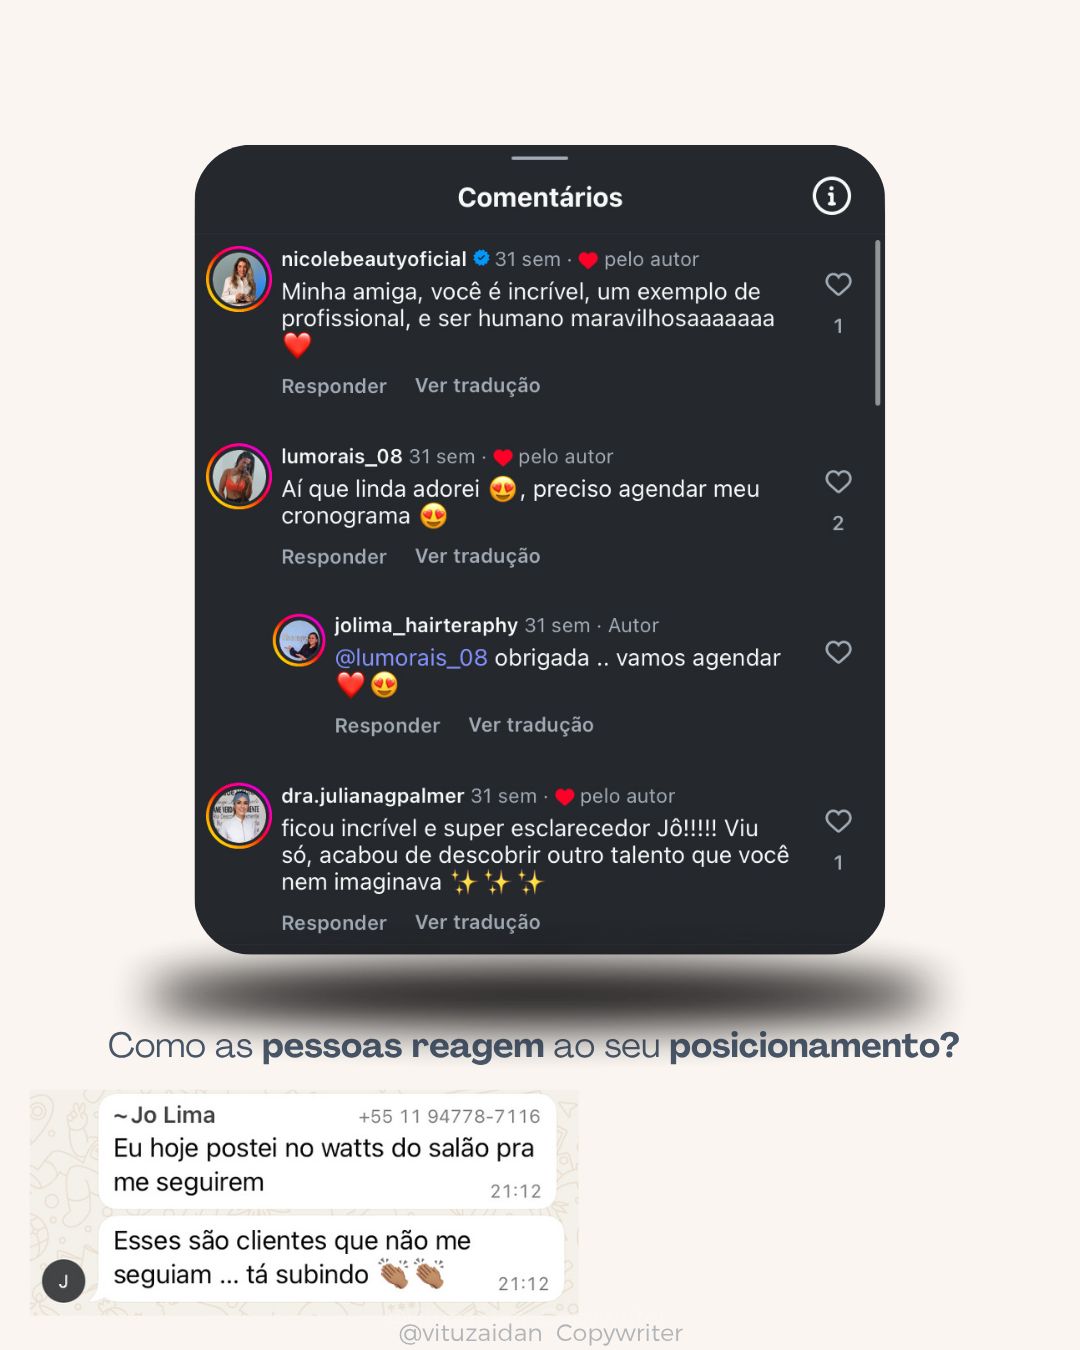 Comentários
nicolebeautyoficial 31 sem · ❤ pelo autor
Minha amiga, você é incrível, um exemplo de
profissional, e ser humano maravilhosaaaaaaa
❤️
1
Responder Ver tradução
lumorais_08 31 sem · ❤ pelo autor
Aí que linda adorei 😍, preciso agendar meu
cronograma 😍
2
Responder Ver tradução
jolima_hairteraphy 31 sem · Autor
@lumorais_08 obrigada .. vamos agendar
❤️😍
Responder Ver tradução
dra.julianagpalmer 31 sem · ❤ pelo autor
ficou incrível e super esclarecedor Jô!!!!! Viu
só, acabou de descobrir outro talento que você
nem imaginava ✨✨✨
1
Responder Ver tradução
Como as pessoas reagem ao seu posicionamento?
~Jo Lima +55 11 94778-7116
Eu hoje postei no watts do salão pra
me seguirem
21:12
Esses são clientes que não me
seguiam ... tá subindo 👏🏽👏🏽
21:12
J
@vituzaidan Copywriter